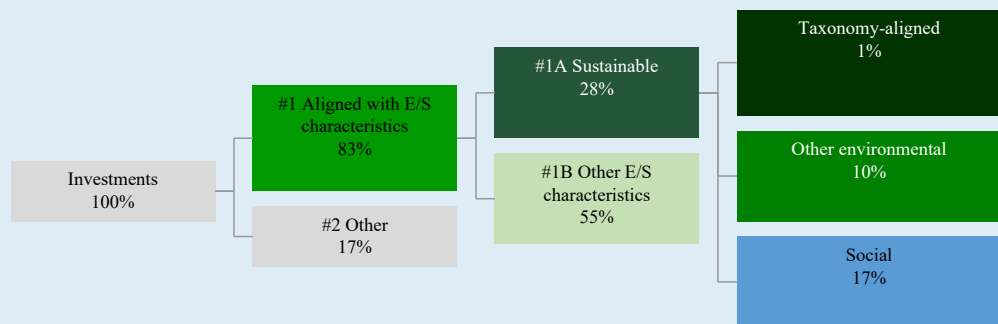 Investments
100%
#1 Aligned with E/S
characteristics
83%
#2 Other
17%
#1A Sustainable
28%
#1B Other E/S
characteristics
55%
Taxonomy-aligned
1%
Other environmental
10%
Social
17%